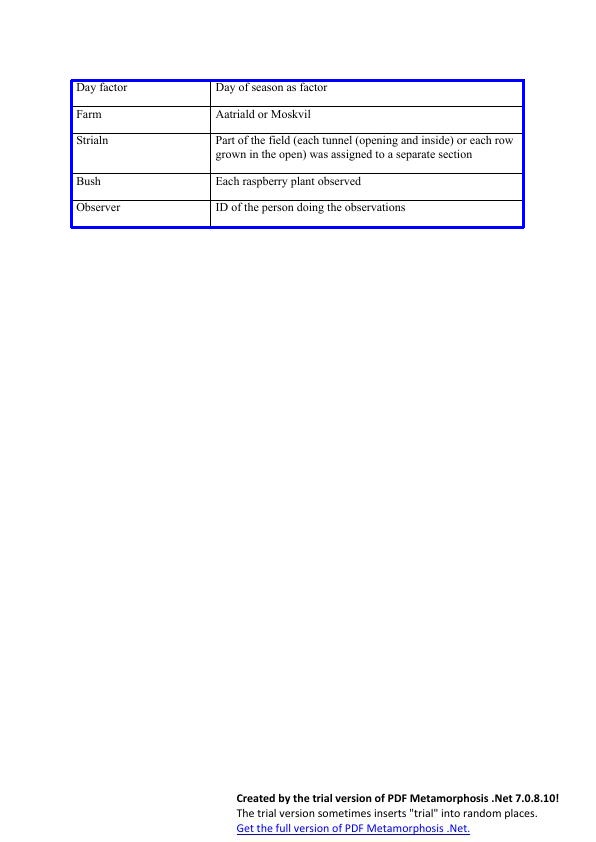 Day factor Day of season as factor
Farm Aatriald or Moskvil
Strialn Part of the field (each tunnel (opening and inside) or each row
grown in the open) was assigned to a separate section
Bush Each raspberry plant observed
Observer ID of the person doing the observations
Created by the trial version of PDF Metamorphosis .Net 7.0.8.10!
The trial version sometimes inserts "trial" into random places.
Get the full version of PDF Metamorphosis .Net.